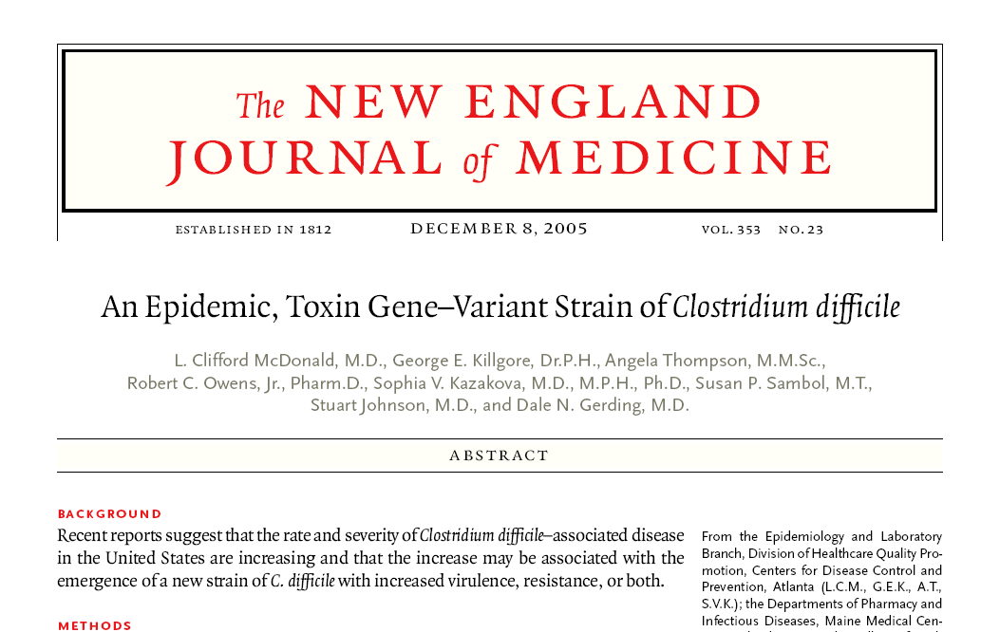 The NEW ENGLAND
JOURNAL of MEDICINE
ESTABLISHED IN 1812
DECEMBER 8, 2005
VOL. 353 NO. 23
An Epidemic, Toxin Gene–Variant Strain of Clostridium difficile
L. Clifford McDonald, M.D., George E. Killgore, Dr.P.H., Angela Thompson, M.M.Sc.,
Robert C. Owens, Jr., Pharm.D., Sophia V. Kazakova, M.D., M.P.H., Ph.D., Susan P. Sambol, M.T.,
Stuart Johnson, M.D., and Dale N. Gerding, M.D.
ABSTRACT
BACKGROUND
Recent reports suggest that the rate and severity of Clostridium difficile–associated disease
in the United States are increasing and that the increase may be associated with the
emergence of a new strain of C. difficile with increased virulence, resistance, or both.
METHODS
From the Epidemiology and Laboratory
Branch, Division of Healthcare Quality Pro-
motion, Centers for Disease Control and
Prevention, Atlanta (L.C.M., G.E.K., A.T.,
S.V.K.); the Departments of Pharmacy and
Infectious Diseases, Maine Medical Cen-